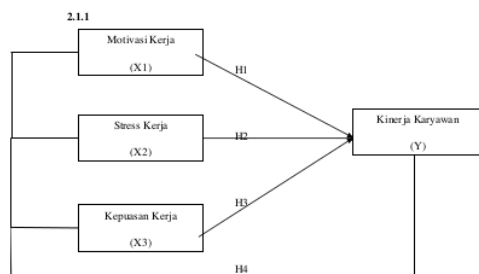 2.1.1
Motivasi Kerja
(X1)
H1
Stress Kerja
(X2)
H2
Kinerja Karyawan
(Y)
H3
Kepuasan Kerja
(X3)
H4